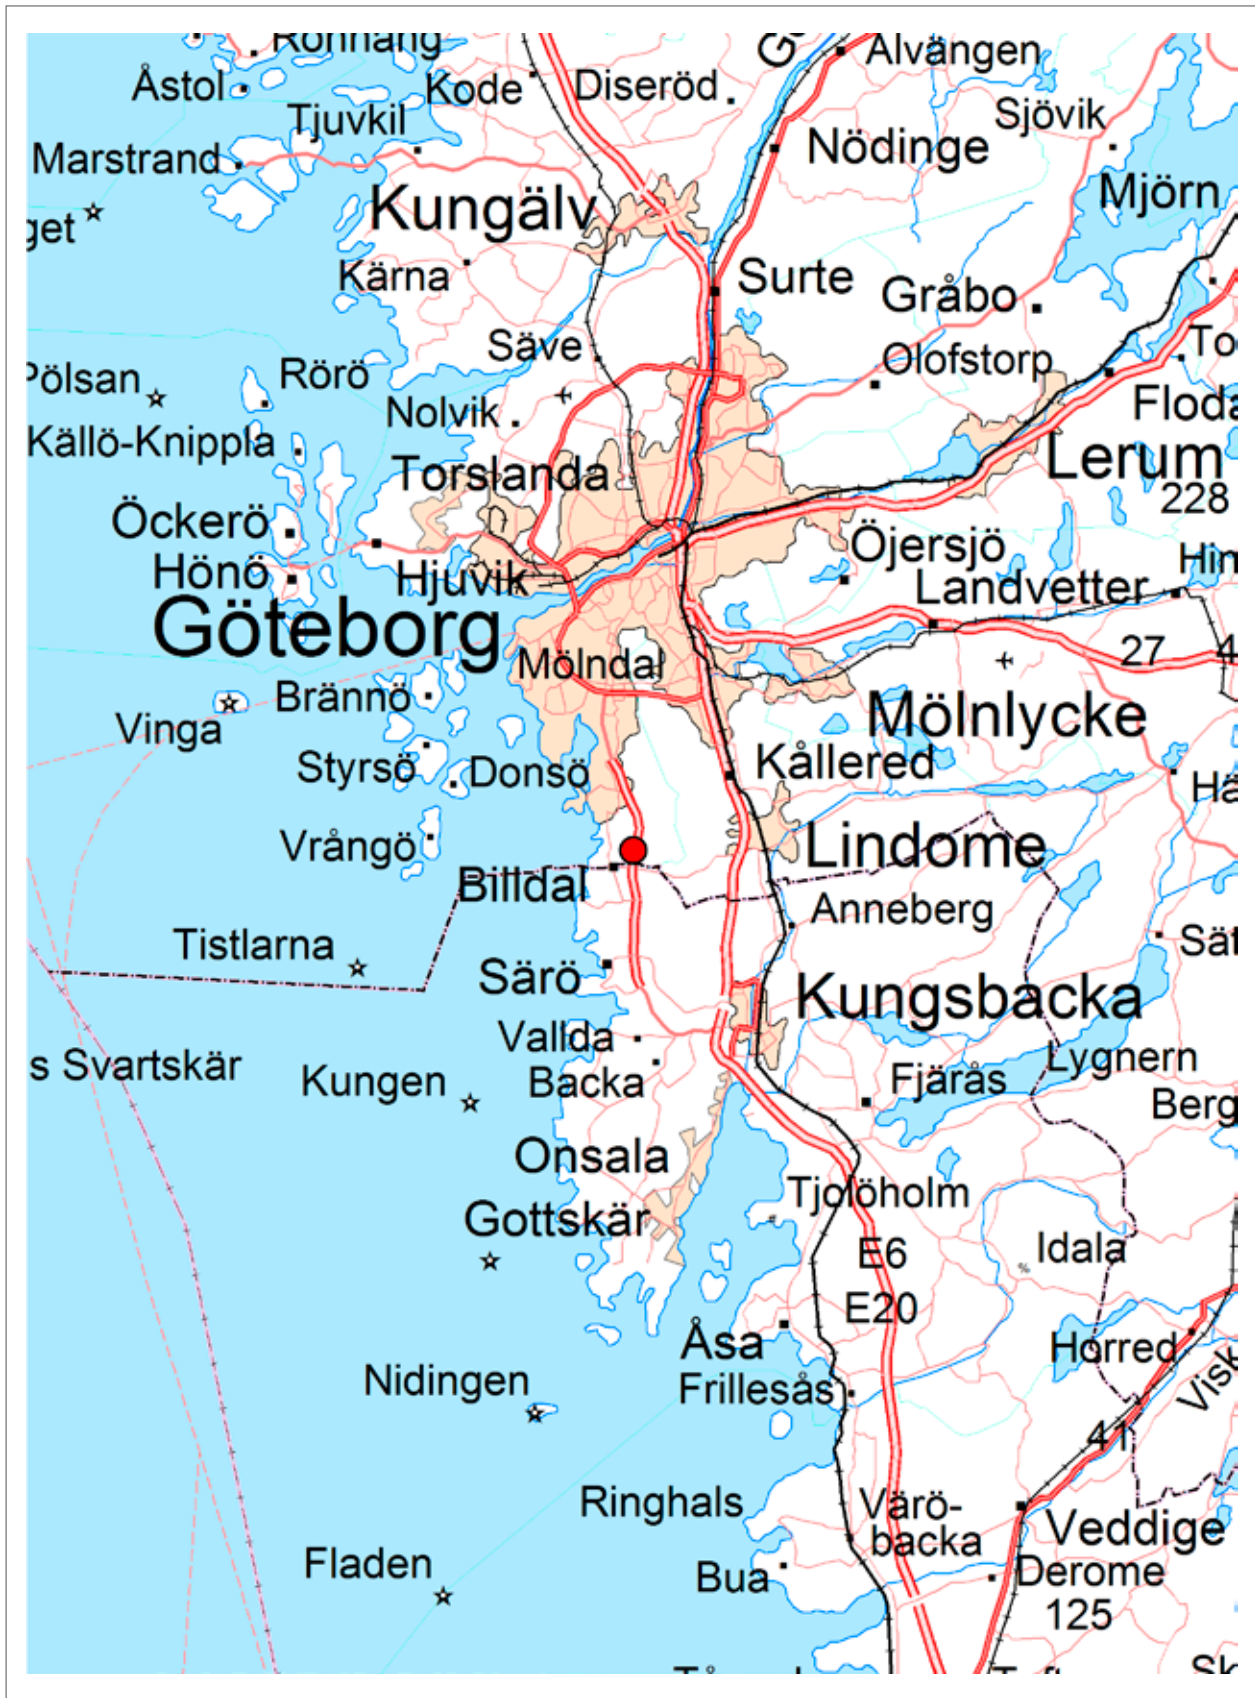 Rönnäng
Alvängen
Åstol
Kode
Diseröd
Tjuvkil
Sjövik
Marstrand
Nödinge
Mjörn
Kungälv
get
Kärna
Surte
Gråbo
Säve
Olofstorp
Pölsan
Rörö
Nolvik
Floda
Källö-Knippla
Torslanda
Lerum
228
Öckerö
Öjersjö
Hönö
Hjuvik
Landvetter
Göteborg
Mölndal
27
Brännö
Vinga
Mölnlycke
Styrsö
Donsö
Kållered
Vrångö
Lindome
Billdal
Anneberg
Tistlarna
Särö
Kungsbacka
Vallda
s Svartskär
Kungen
Backa
Fjärås
Lygnern
Berg
Onsala
Tjolöholm
Gottskär
Idala
E6
E20
Åsa
Horred
Nidingen
Frillesås
Visk
41
Ringhals
Värö-
backa
Veddige
Fladen
Bua
Derome
125